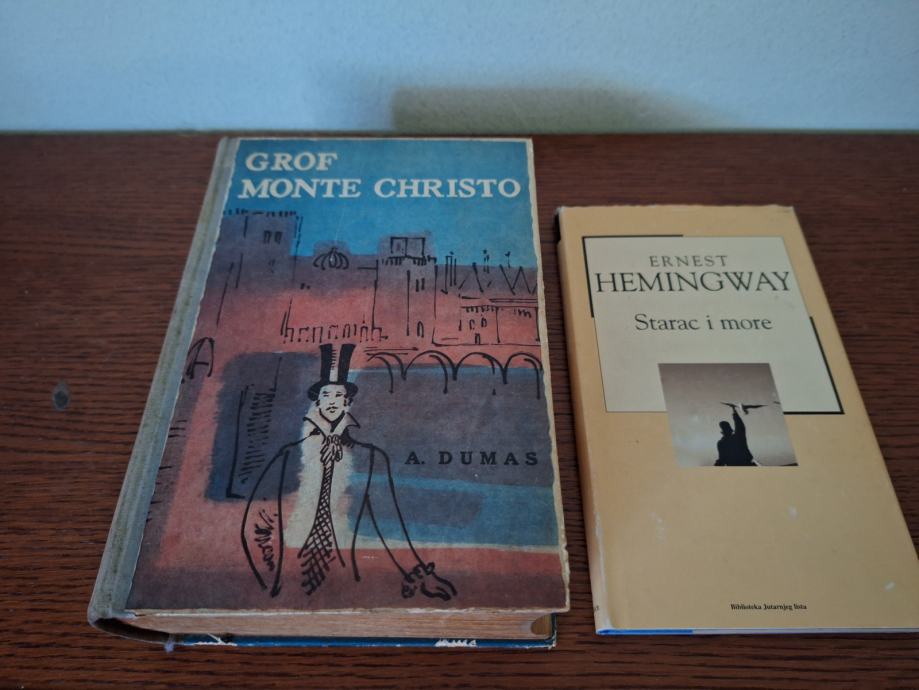 GROF
MONTE CHRISTO
A. DUMAS
ERNEST
HEMINGWAY
Starac i more
Biblioteka Jutarnjeg lista